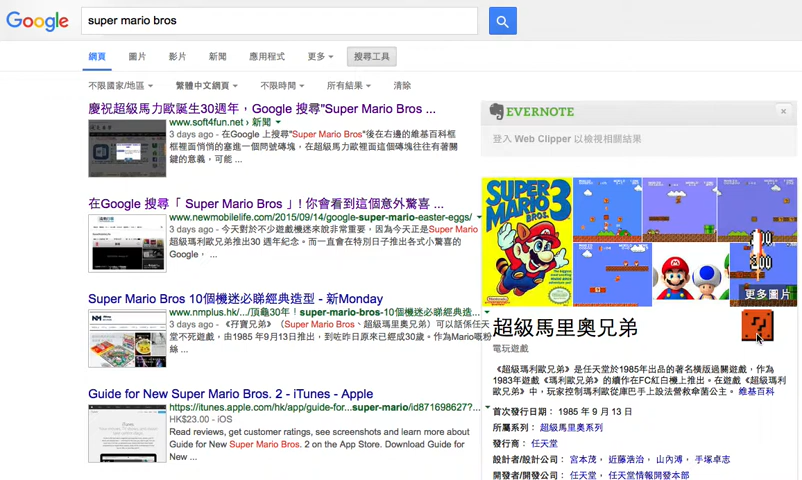 Google
super mario bros
網頁 圖片 影片 新聞 應用程式 更多 搜尋工具
不限國家/地區 繁體中文網頁 不限時間 所有結果 清除
慶祝超級馬力歐誕生30週年，Google 搜尋"Super Mario Bros ...
www.soft4fun.net › 新聞
3 days ago - 在Google 上搜尋"Super Mario Bros"後在右邊的維基百科框
框裡面悄悄的塞進一個問號磚塊，在超級馬力歐裡面這個磚塊往往有著關
鍵的意義，可能 ...
在Google 搜尋「 Super Mario Bros 」! 你會看到這個意外驚喜 ...
www.newmobilelife.com/2015/09/14/google-super-mario-easter-eggs/
3 days ago - 今天對於不少遊戲機迷來說非常重要，因為今天正是Super Mario
超級瑪利歐兄弟推出30 週年紀念。而一直會在特別日子推出各式小驚喜的
Google， ...
Super Mario Bros 10個機迷必睇經典造型 - 新Monday
www.nmplus.hk/.../頂龜30年！super-mario-bros-10個機迷必睇經典造...
3 days ago - 《孖寶兄弟》（Super Mario Bros、超級瑪里奧兄弟）可以話係任天
堂不死遊戲，由1985 年9月13日推出，到咗昨日原來已經成30歲。作為Mario嘅粉
絲 ...
Guide for New Super Mario Bros. 2 - iTunes - Apple
https://itunes.apple.com/hk/app/guide-for...super-mario/id871698627?...
HK$23.00 - iOS
Read reviews, get customer ratings, see screenshots and learn more about
Guide for New Super Mario Bros. 2 on the App Store. Download Guide for
New ...
EVERNOTE
登入 Web Clipper 以檢視相關結果
SUPER MARIO BROS. 3
更多圖片
超級馬里奧兄弟
電玩遊戲
《超級瑪利歐兄弟》是任天堂於1985年出品的著名橫版過關遊戲，作為
1983年遊戲《瑪利歐兄弟》的續作在FC紅白機上推出。在遊戲《超級瑪利
歐兄弟》中，玩家控制瑪利歐從庫巴手上設法營救傘菌公主。 維基百科
首次發行日期： 1985 年 9 月 13 日
所屬系列： 超級馬里奧系列
發行商： 任天堂
設計者/設計公司： 宮本茂， 近藤浩治， 山內溥， 手塚卓志
開發者/開發公司： 任天堂， 任天堂情報開發本部